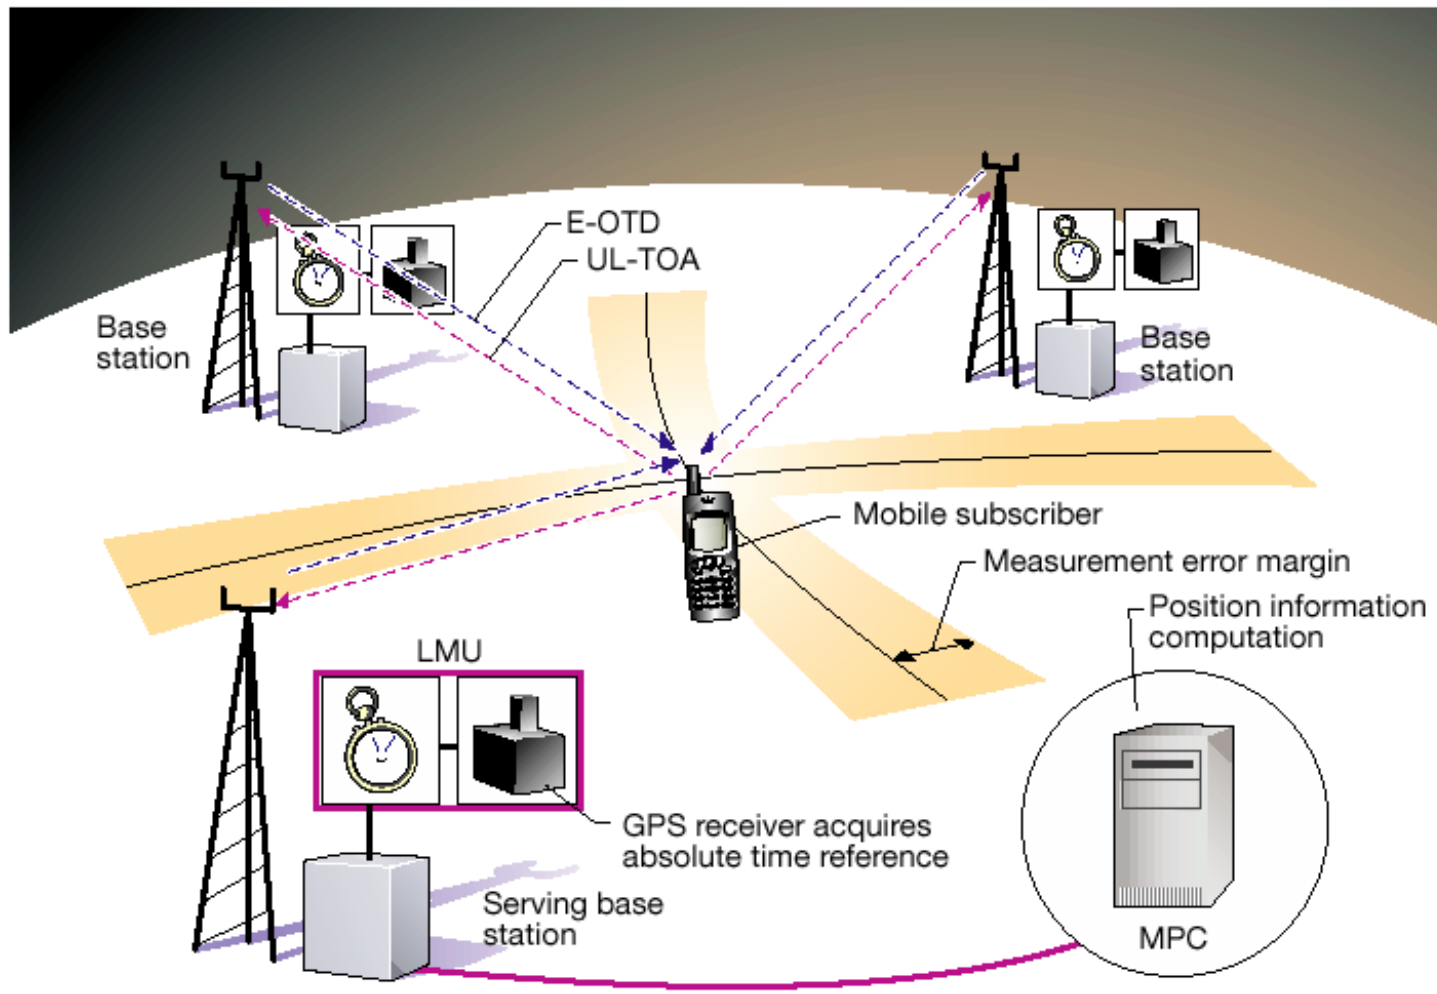 E-OTD
UL-TOA
Base
station
Base
station
Mobile subscriber
Measurement error margin
Position information
computation
LMU
GPS receiver acquires
absolute time reference
Serving base
station
MPC